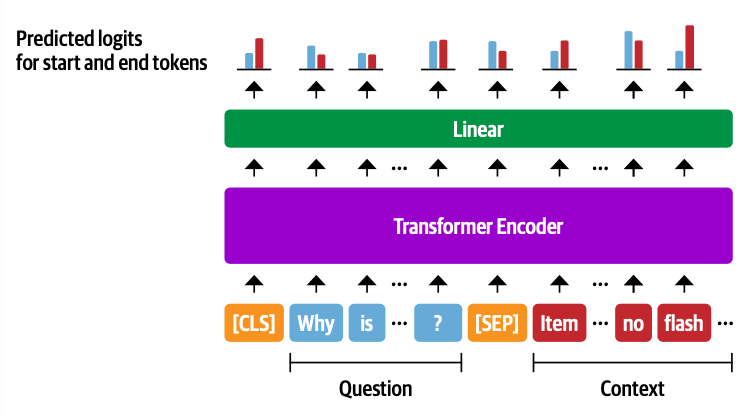 Predicted logits
for start and end tokens
Linear
... ...
Transformer Encoder
... ...
[CLS] Why is ... ? [SEP] Item ... no flash ...
Question Context